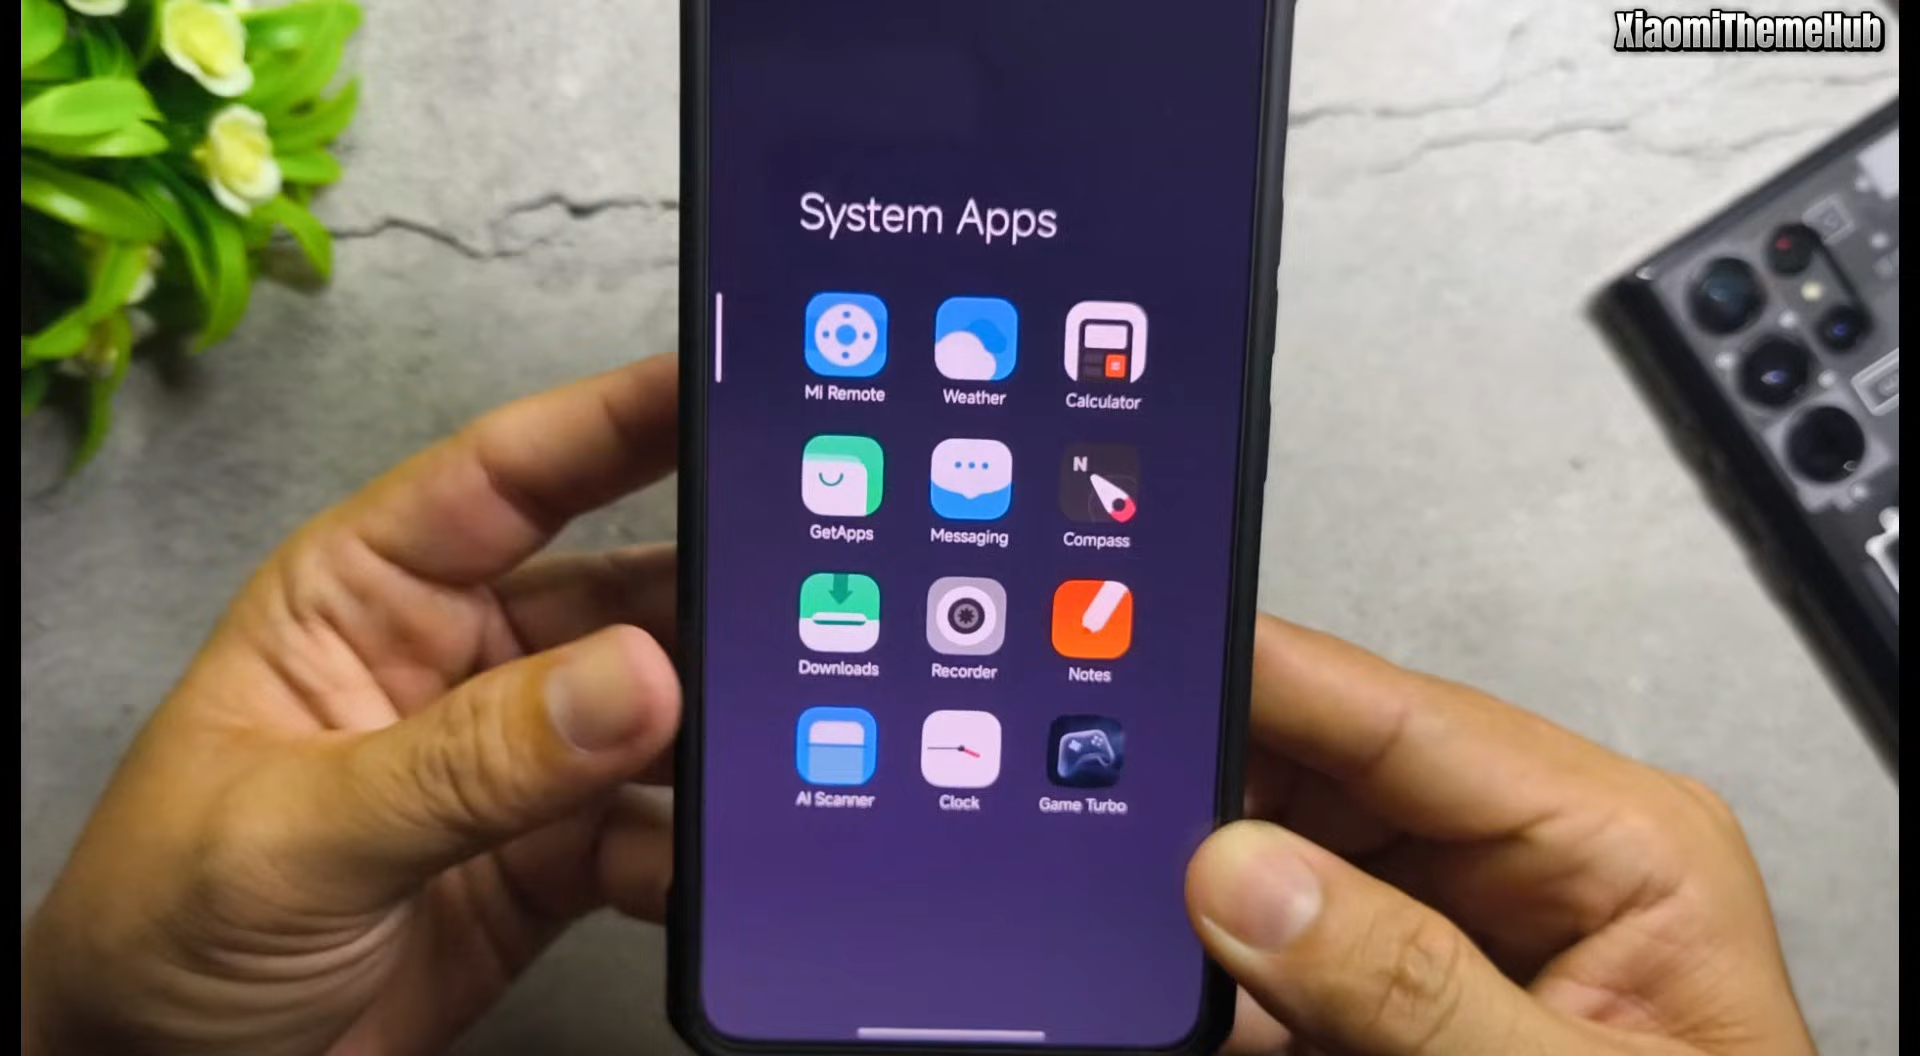 XiaomiThemeHub
System Apps
Mi Remote
Weather
Calculator
N
GetApps
Messaging
Compass
Downloads
Recorder
Notes
AI Scanner
Clock
Game Turbo